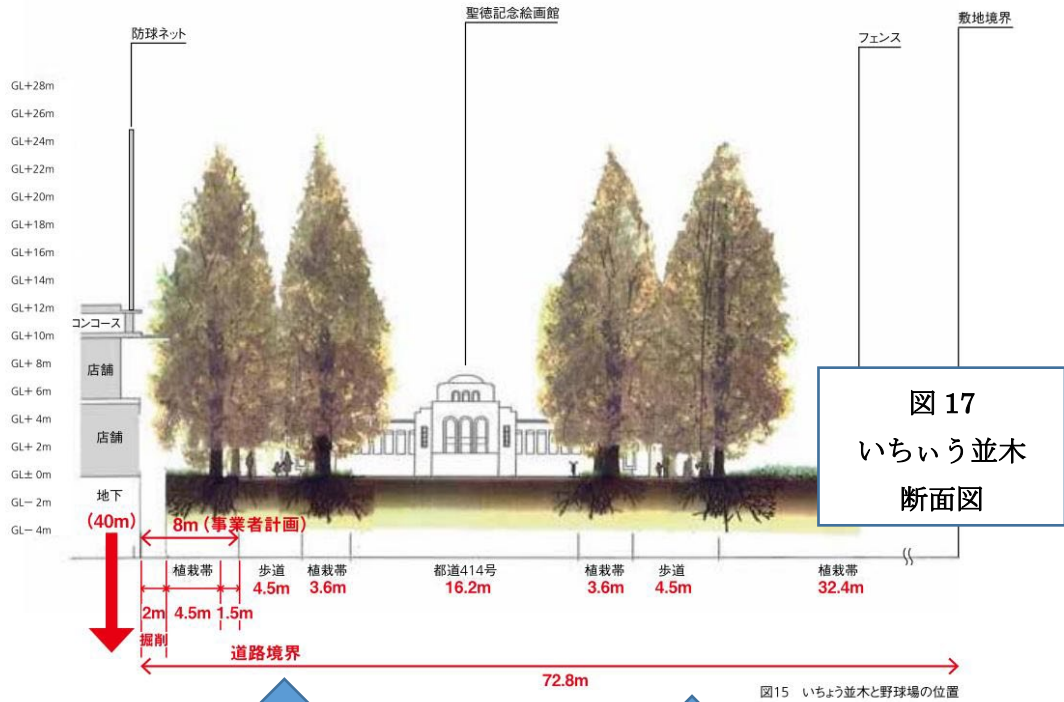 防球ネット
聖徳記念絵画館
フェンス
敷地境界
GL+28m
GL+26m
GL+24m
GL+22m
GL+20m
GL+18m
GL+16m
GL+14m
GL+12m
コンコース
GL+10m
GL+ 8m
店舗
GL+ 6m
GL+ 4m
店舗
GL+ 2m
GL± 0m
地下
GL− 2m
GL− 4m
(40m)
8m (事業者計画)
図 17
いちぃう並木
断面図
植栽帯
歩道
植栽帯
都道414号
植栽帯
歩道
植栽帯
4.5m
3.6m
16.2m
3.6m
4.5m
32.4m
2m
4.5m
1.5m
掘削
道路境界
72.8m
図15 いちょう並木と野球場の位置